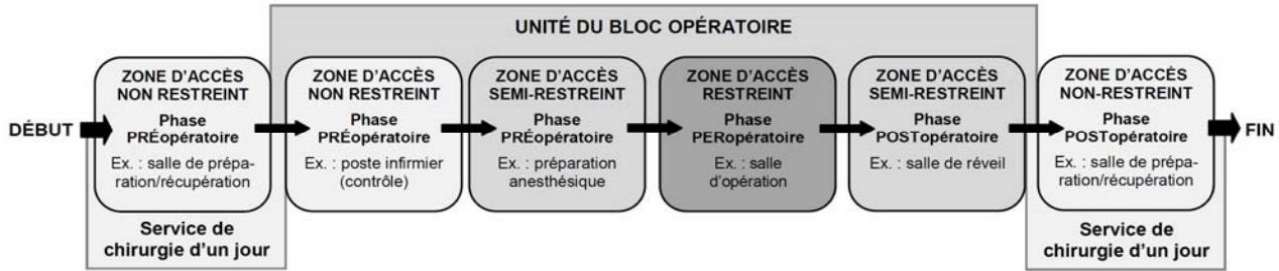 UNITÉ DU BLOC OPÉRATOIRE
DÉBUT
ZONE D'ACCÈS
NON RESTREINT
Phase
PRÉopératoire
Ex. : salle de prépa-
ration/récupération
ZONE D'ACCÈS
NON RESTREINT
Phase
PRÉopératoire
Ex. : poste infirmier
(contrôle)
ZONE D'ACCÈS
SEMI-RESTREINT
Phase
PRÉopératoire
Ex. : préparation
anesthésique
ZONE D'ACCÈS
RESTREINT
Phase
PERopératoire
Ex. : salle
d'opération
ZONE D'ACCÈS
SEMI-RESTREINT
Phase
POSTopératoire
Ex. : salle de réveil
ZONE D'ACCÈS
NON-RESTREINT
Phase
POSTopératoire
Ex. : salle de prépa-
ration/récupération
FIN
Service de
chirurgie d'un jour
Service de
chirurgie d'un jour